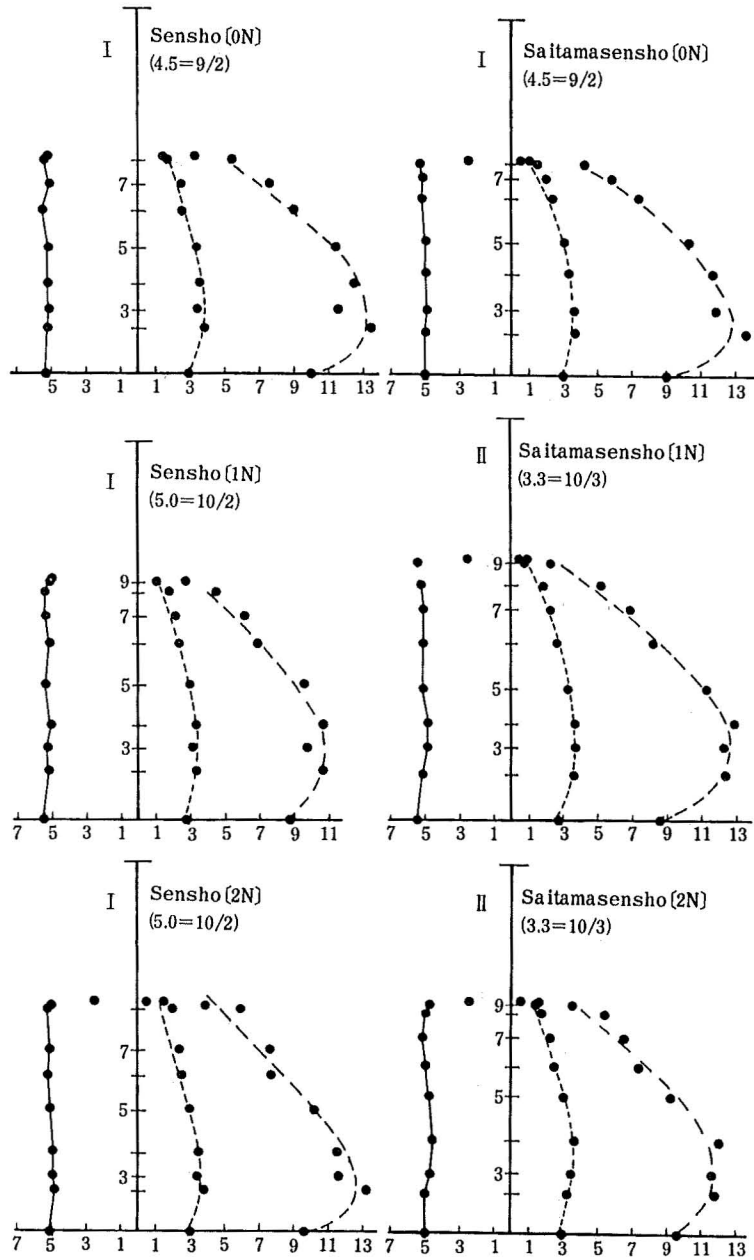 I
Sensho〔0N〕
(4.5=9/2)
7
5
3
5 3 1 1 3 5 7 9 11 13
I
Saitamasensho〔0N〕
(4.5=9/2)
7
5
3
7 5 3 1 1 3 5 7 9 11 13
I
Sensho〔1N〕
(5.0=10/2)
9
7
5
3
7 5 3 1 1 3 5 7 9 11
II
Saitamasensho〔1N〕
(3.3=10/3)
9
7
5
3
7 5 3 1 1 3 5 7 9 11 13
I
Sensho〔2N〕
(5.0=10/2)
7
5
3
7 5 3 1 1 3 5 7 9 11 13
II
Saitamasensho〔2N〕
(3.3=10/3)
9
7
5
3
7 5 3 1 1 3 5 7 9 11 13